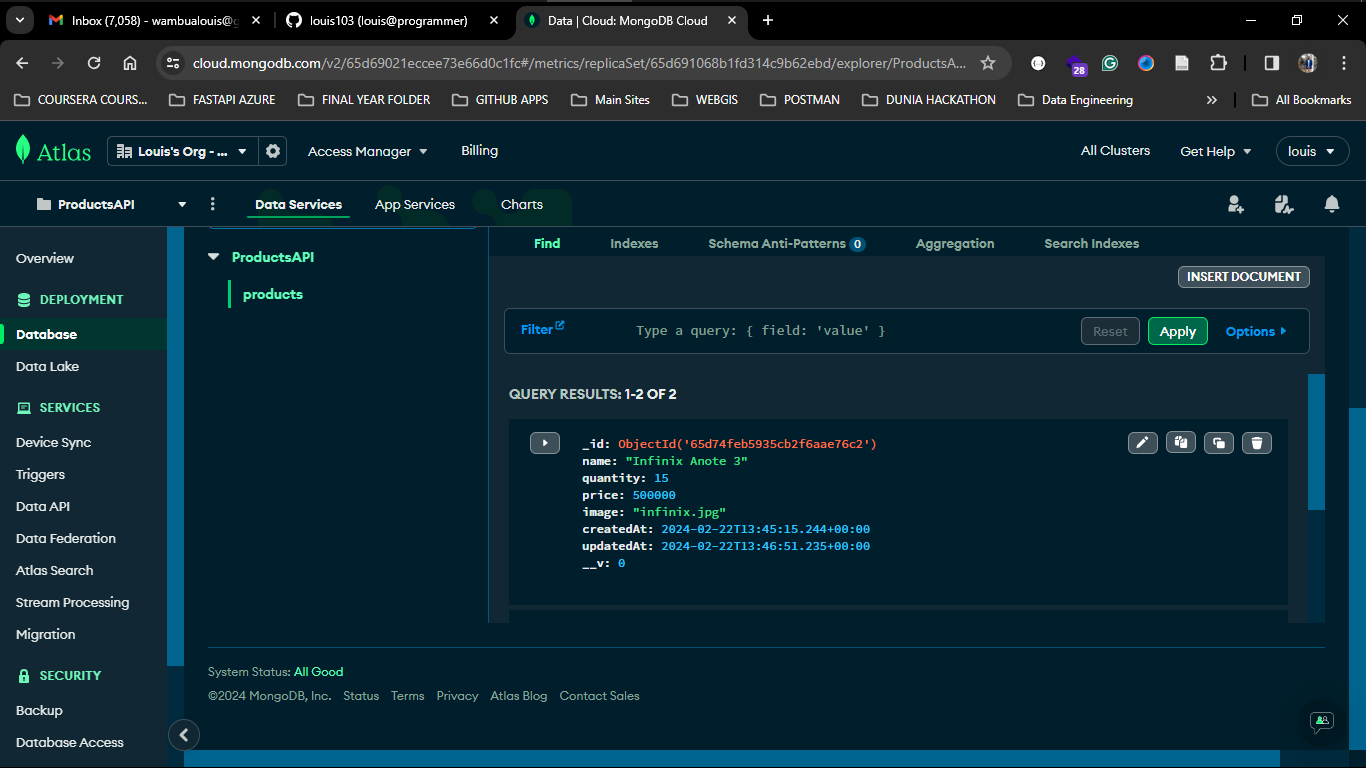 Inbox (7,058) - wambualouis@g
louis103 (louis@programmer)
Data | Cloud: MongoDB Cloud
cloud.mongodb.com/v2/65d69021eccee73e66d0c1fc#/metrics/replicaSet/65d691068b1fd314c9b62ebd/explorer/ProductsA...
28
COURSERA COURS...
FASTAPI AZURE
FINAL YEAR FOLDER
GITHUB APPS
Main Sites
WEBGIS
POSTMAN
DUNIA HACKATHON
Data Engineering
»
All Bookmarks
Atlas
Louis's Org - ...
Access Manager
Billing
All Clusters
Get Help
louis
ProductsAPI
Data Services
App Services
Charts
Overview
DEPLOYMENT
Database
Data Lake
SERVICES
Device Sync
Triggers
Data API
Data Federation
Atlas Search
Stream Processing
Migration
SECURITY
Backup
Database Access
ProductsAPI
products
Find
Indexes
Schema Anti-Patterns 0
Aggregation
Search Indexes
INSERT DOCUMENT
Filter
Type a query: { field: 'value' }
Reset
Apply
Options
QUERY RESULTS: 1-2 OF 2
_id: ObjectId('65d74feb5935cb2f6aae76c2')
name: "Infinix Anote 3"
quantity: 15
price: 500000
image: "infinix.jpg"
createdAt: 2024-02-22T13:45:15.244+00:00
updatedAt: 2024-02-22T13:46:51.235+00:00
__v: 0
System Status: All Good
©2024 MongoDB, Inc.
Status
Terms
Privacy
Atlas Blog
Contact Sales